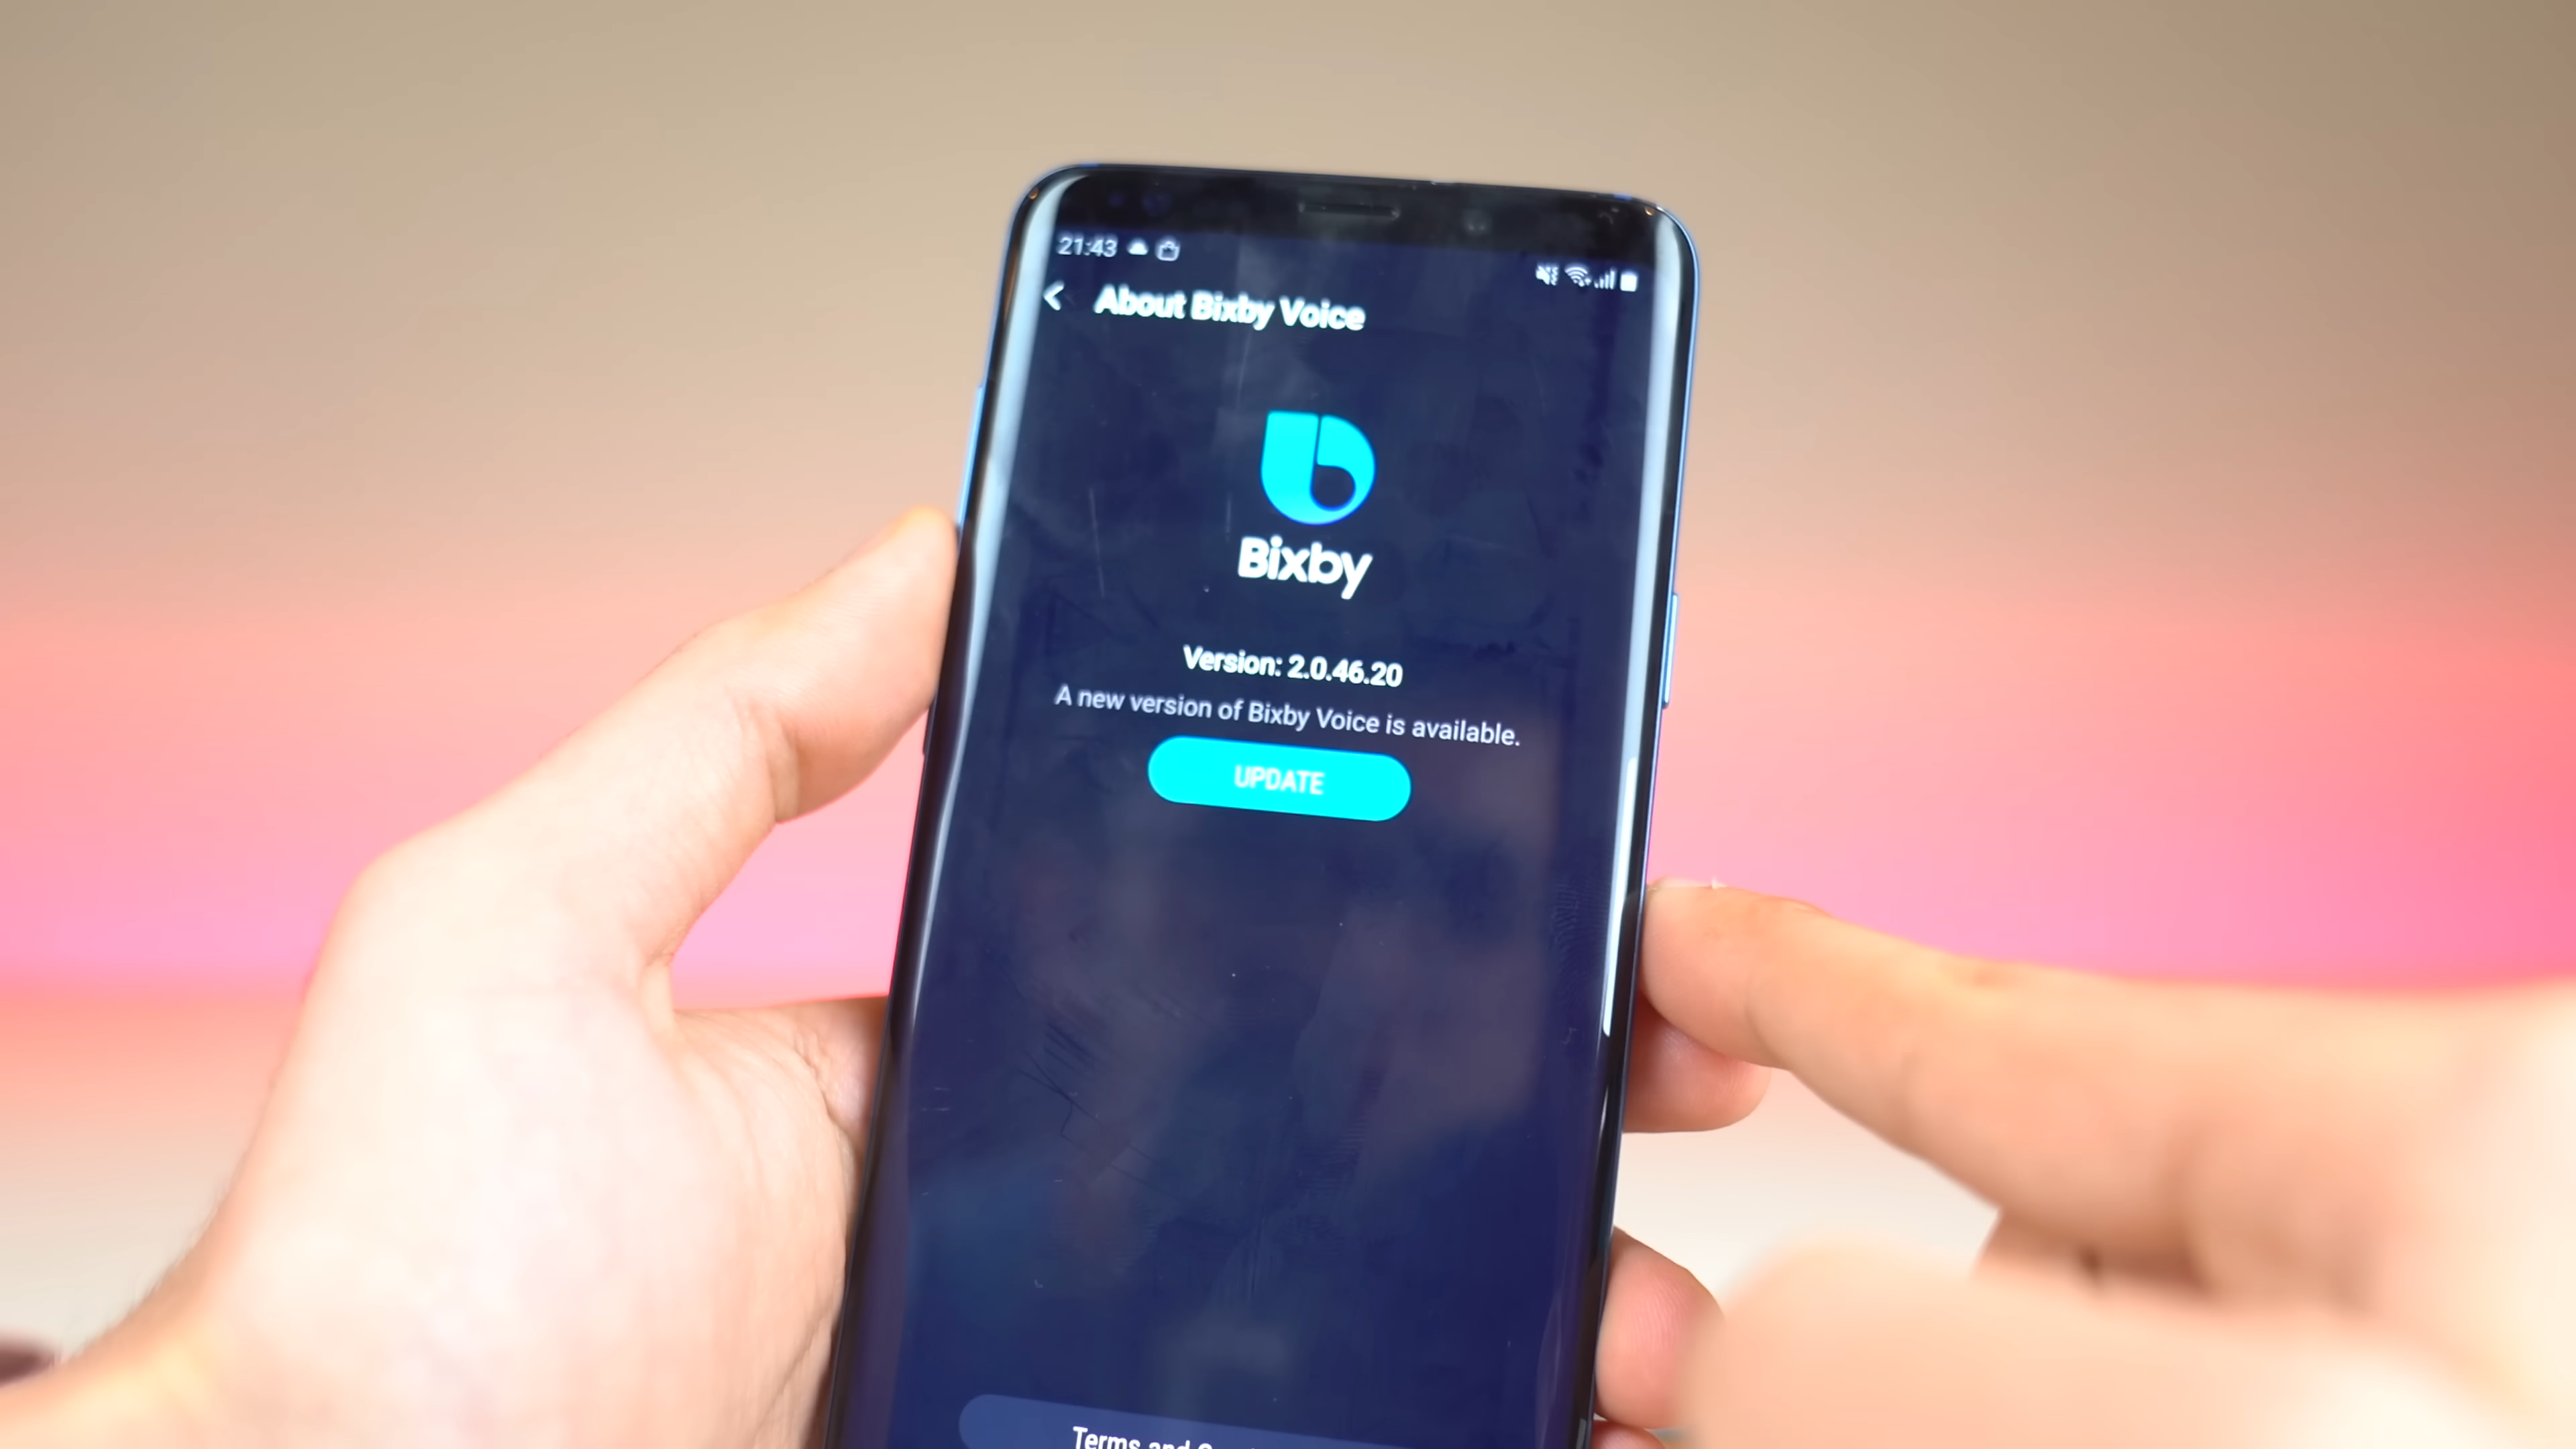 21:43
About Bixby Voice
Bixby
Version: 2.0.46.20
A new version of Bixby Voice is available.
UPDATE
Terms and